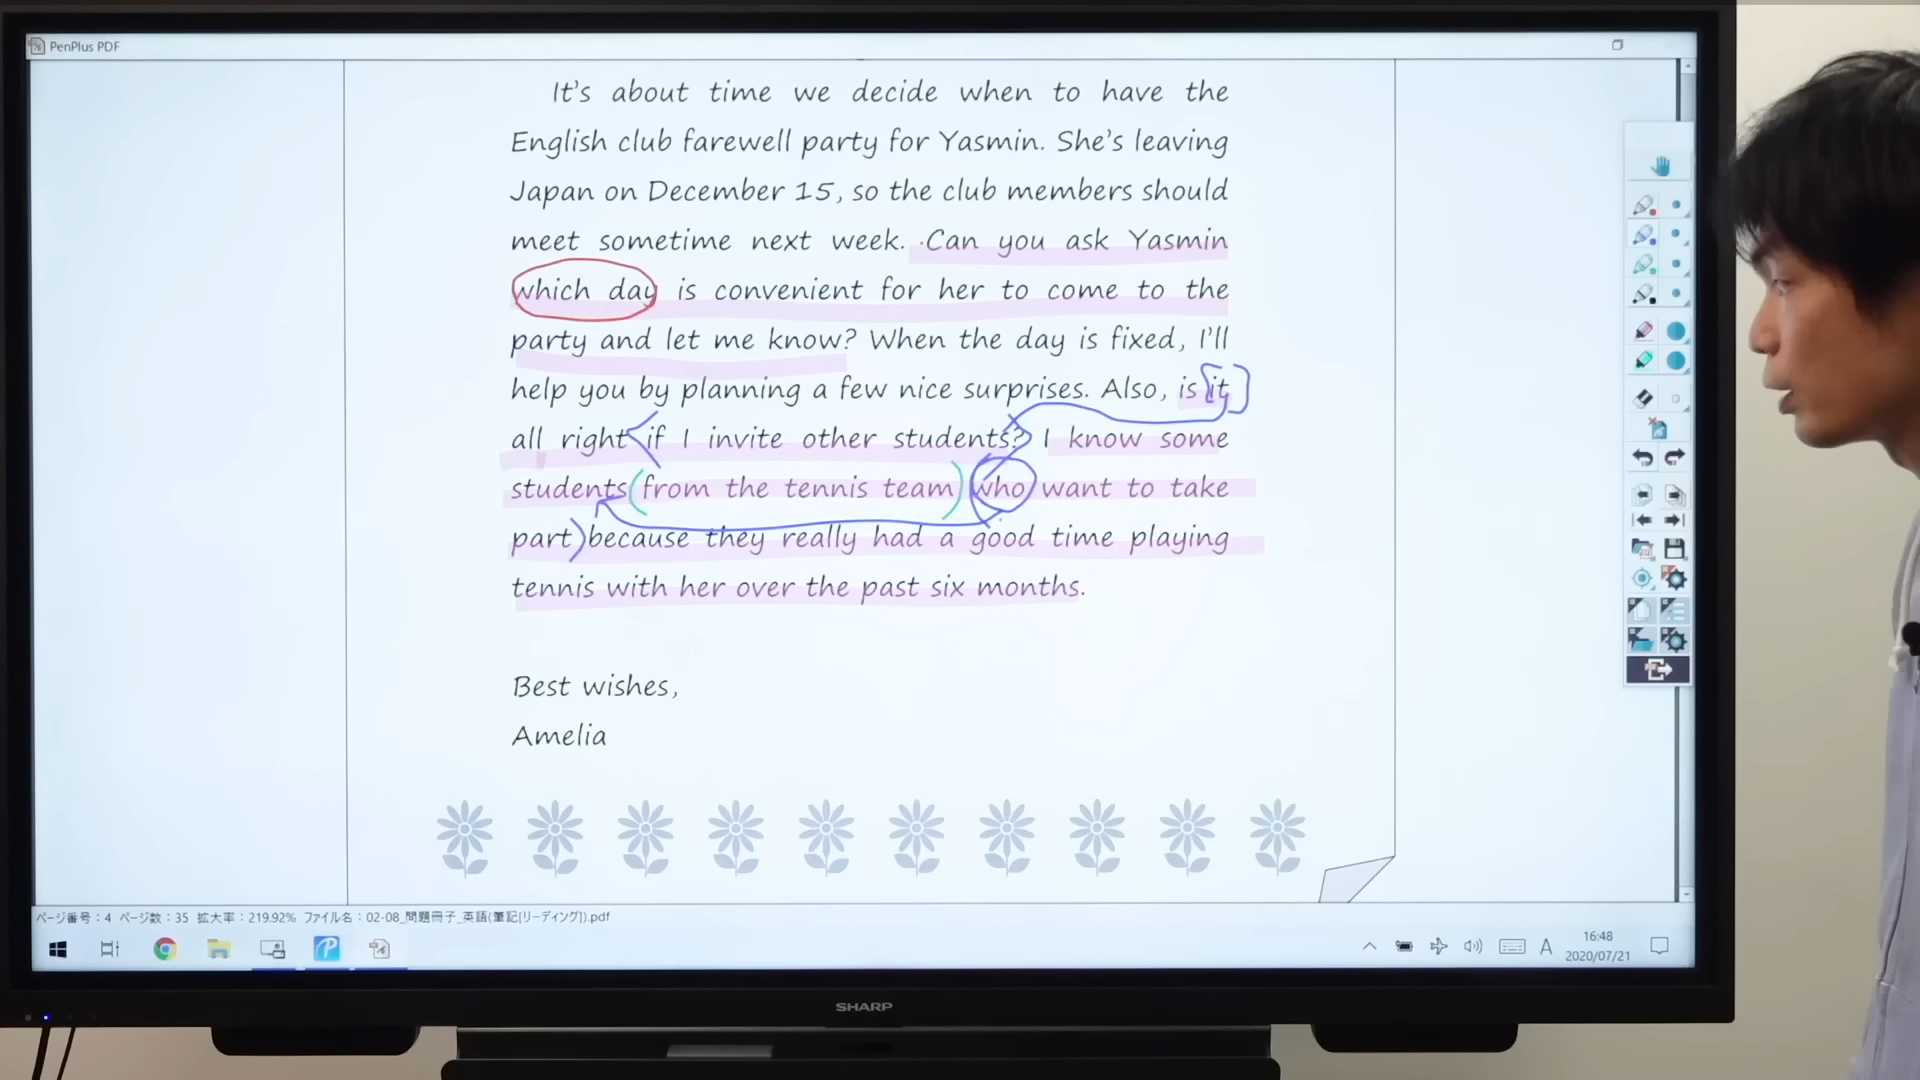 PenPlus PDF
It's about time we decide when to have the
English club farewell party for Yasmin. She's leaving
Japan on December 15, so the club members should
meet sometime next week. Can you ask Yasmin
which day is convenient for her to come to the
party and let me know? When the day is fixed, I'll
help you by planning a few nice surprises. Also, is it
all right if I invite other students? I know some
students from the tennis team who want to take
part because they really had a good time playing
tennis with her over the past six months.
Best wishes,
Amelia
ページ番号:4 ページ数:35 拡大率:219.92% ファイル名:02-08_問題冊子_英語(筆記[リーディング]).pdf
A
16:48
2020/07/21
SHARP